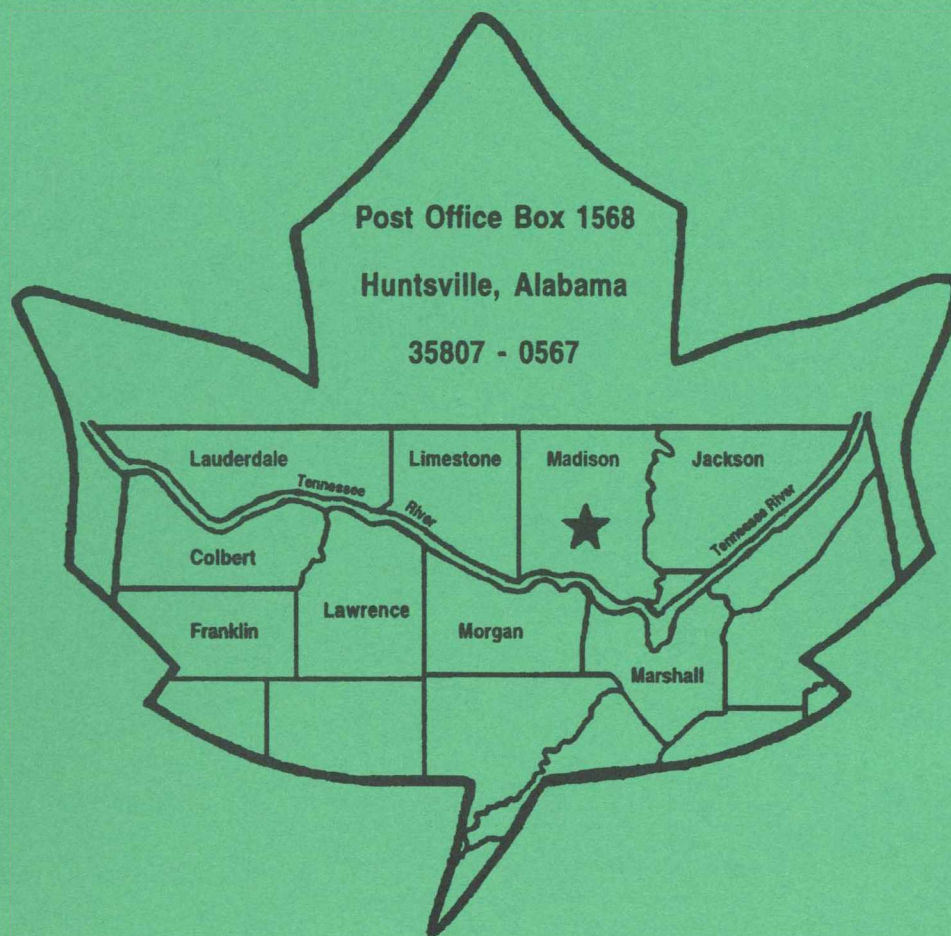 Post Office Box 1568
Huntsville, Alabama
35807 - 0567
Lauderdale
Limestone
Madison
Jackson
Tennessee
River
Tennessee River
Colbert
Lawrence
Franklin
Morgan
Marshall